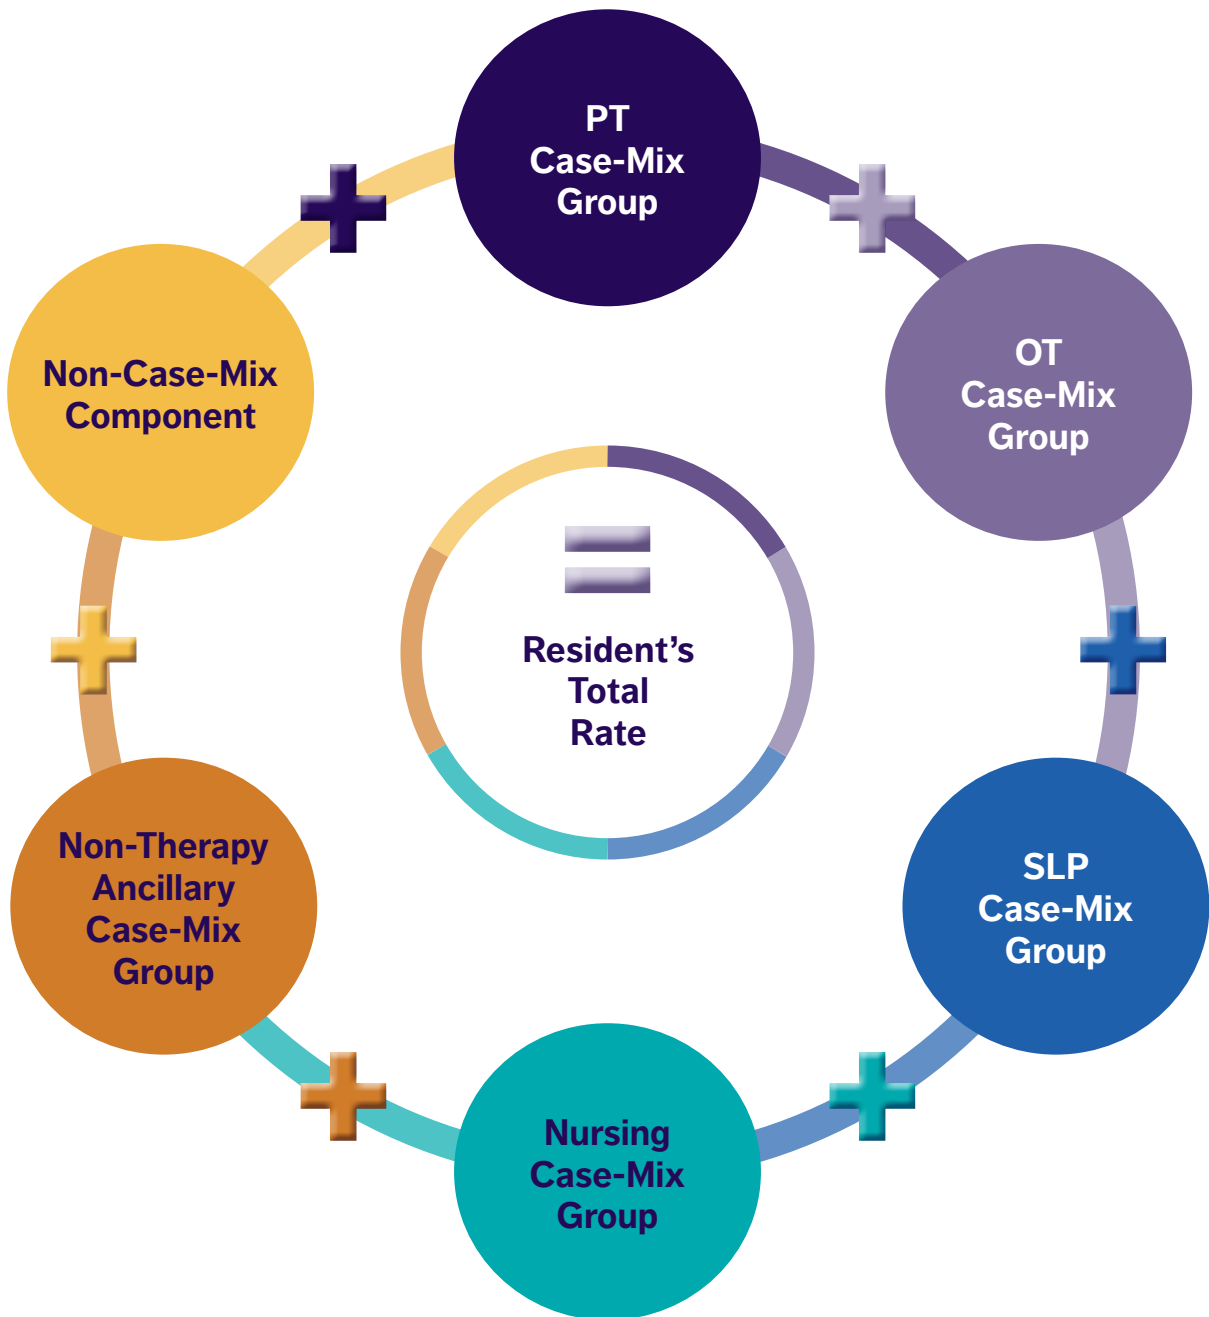 PT
Case-Mix
Group
OT
Case-Mix
Group
SLP
Case-Mix
Group
Nursing
Case-Mix
Group
Non-Therapy
Ancillary
Case-Mix
Group
Non-Case-Mix
Component
=
Resident’s
Total
Rate